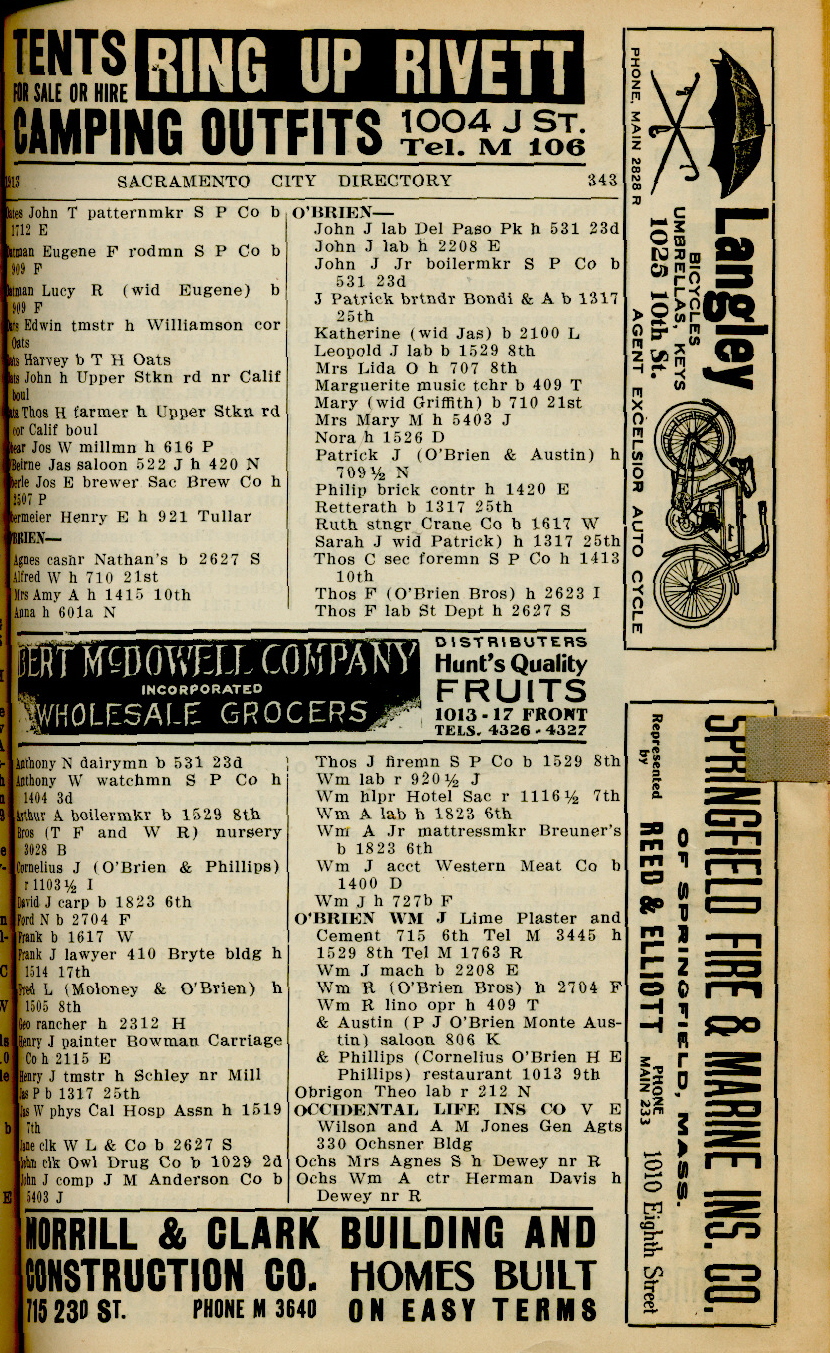 TENTS RING UP RIVETT
FOR SALE OR HIRE
CAMPING OUTFITS 1004 J ST.
Tel. M 106
1913 SACRAMENTO CITY DIRECTORY 343
John T patternmkr S P Co b
1712 E
Eugene F rodmn S P Co b
909 F
Lucy R (wid Eugene) b
909 F
Edwin tmstr h Williamson cor
Oats
Harvey b T H Oats
John h Upper Stkn rd nr Calif
boul
Thos H farmer h Upper Stkn rd
cor Calif boul
Jos W millmn h 616 P
Jas saloon 522 J h 420 N
Jos E brewer Sac Brew Co h
2507 P
Henry E h 921 Tullar
O'BRIEN—
Agnes cashr Nathan's b 2627 S
Alfred W h 710 21st
Mrs Amy A h 1415 10th
Anna h 601a N
O'BRIEN—
John J lab Del Paso Pk h 531 23d
John J lab h 2208 E
John J Jr boilermkr S P Co b
531 23d
J Patrick brtndr Bondi & A b 1317
25th
Katherine (wid Jas) b 2100 L
Leopold J lab b 1529 8th
Mrs Lida O h 707 8th
Marguerite music tchr b 409 T
Mary (wid Griffith) b 710 21st
Mrs Mary M h 5403 J
Nora h 1526 D
Patrick J (O'Brien & Austin) h
709½ N
Philip brick contr h 1420 E
Retterath b 1317 25th
Ruth stngr Crane Co b 1617 W
Sarah J wid Patrick) h 1317 25th
Thos C sec foremn S P Co h 1413
10th
Thos F (O'Brien Bros) h 2623 I
Thos F lab St Dept h 2627 S
McDOWELL COMPANY
INCORPORATED
WHOLESALE GROCERS
DISTRIBUTERS
Hunt's Quality
FRUITS
1013-17 FRONT
TELS. 4326-4327
Anthony N dairymn b 531 23d
Anthony W watchmn S P Co h
1404 3d
Arthur A boilermkr b 1529 8th
Bros (T F and W R) nursery
3028 B
Cornelius J (O'Brien & Phillips)
r 1103½ I
David J carp b 1823 6th
Ford N b 2704 F
Frank b 1617 W
Frank J lawyer 410 Bryte bldg h
1514 17th
Fred L (Moloney & O'Brien) h
1505 8th
Geo rancher h 2312 H
Henry J painter Bowman Carriage
Co h 2115 E
Henry J tmstr h Schley nr Mill
Jas P b 1317 25th
Jas W phys Cal Hosp Assn h 1519
7th
Jane clk W L & Co b 2627 S
John clk Owl Drug Co b 1029 2d
John J comp J M Anderson Co b
5403 J
Thos J firemn S P Co b 1529 8th
Wm lab r 920½ J
Wm hlpr Hotel Sac r 1116½ 7th
Wm A lab h 1823 6th
Wm A Jr mattressmkr Breuner's
b 1823 6th
Wm J acct Western Meat Co b
1400 D
Wm J h 727b F
O'BRIEN WM J Lime Plaster and
Cement 715 6th Tel M 3445 h
1529 8th Tel M 1763 R
Wm J mach b 2208 E
Wm R (O'Brien Bros) h 2704 F
Wm R lino opr h 409 T
& Austin (P J O'Brien Monte Aus-
tin) saloon 806 K
& Phillips (Cornelius O'Brien H E
Phillips) restaurant 1013 9th
Obrigon Theo lab r 212 N
OCCIDENTAL LIFE INS CO V E
Wilson and A M Jones Gen Agts
330 Ochsner Bldg
Ochs Mrs Agnes S h Dewey nr R
Ochs Wm A ctr Herman Davis h
Dewey nr R
MORRILL & CLARK BUILDING AND
CONSTRUCTION CO. HOMES BUILT
715 23D ST. PHONE M 3640 ON EASY TERMS
Langley
BICYCLES
UMBRELLAS, KEYS
1025 10th St.
PHONE, MAIN 2828 R
AGENT EXCELSIOR AUTO CYCLE
SPRINGFIELD FIRE & MARINE INS. CO.
OF SPRINGFIELD, MASS.
Represented
by
REED & ELLIOTT
PHONE
MAIN 233
1010 Eighth Street